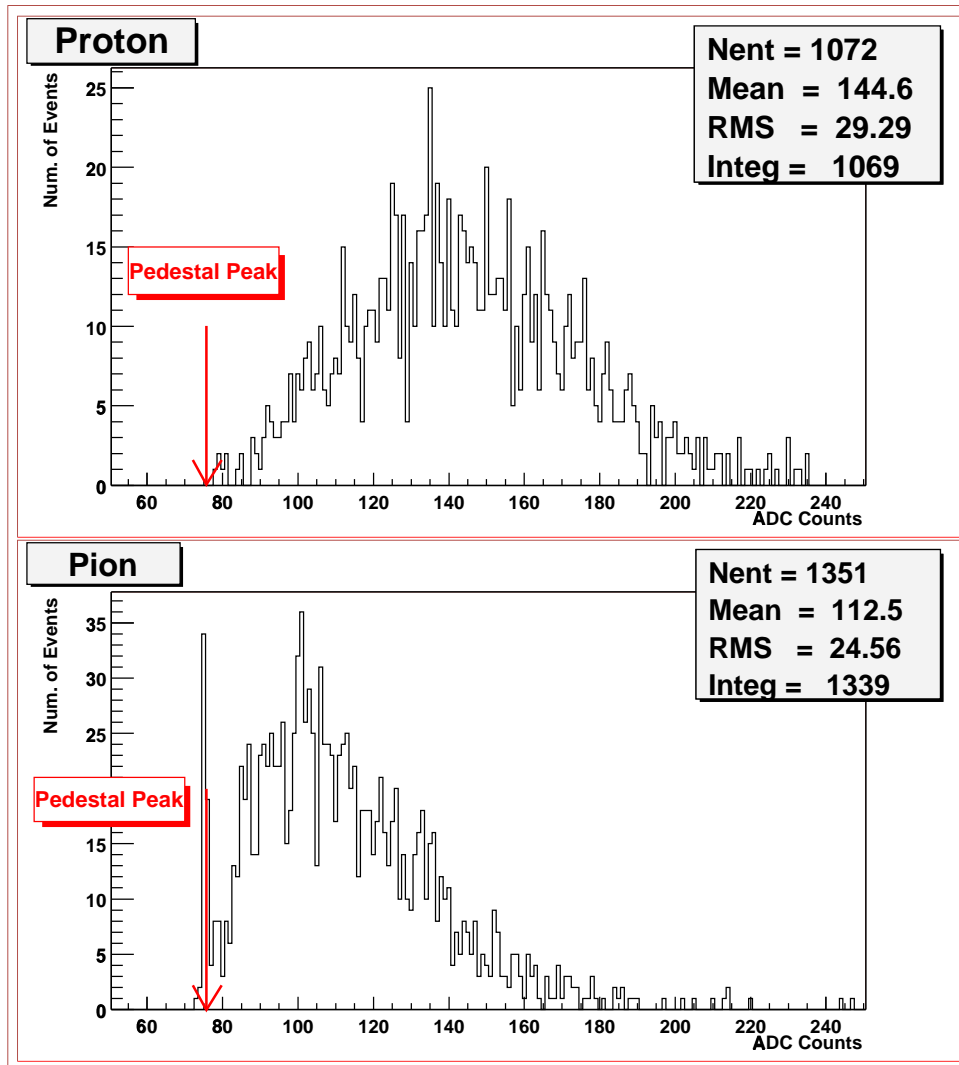 Proton
Nent = 1072
Mean = 144.6
RMS = 29.29
Integ = 1069
Num. of Events
25
20
15
10
5
0
Pedestal Peak
60 80 100 120 140 160 180 200 220 240
ADC Counts
Pion
Nent = 1351
Mean = 112.5
RMS = 24.56
Integ = 1339
Num. of Events
35
30
25
15
10
5
0
Pedestal Peak
60 80 100 120 140 160 180 200 220 240
ADC Counts